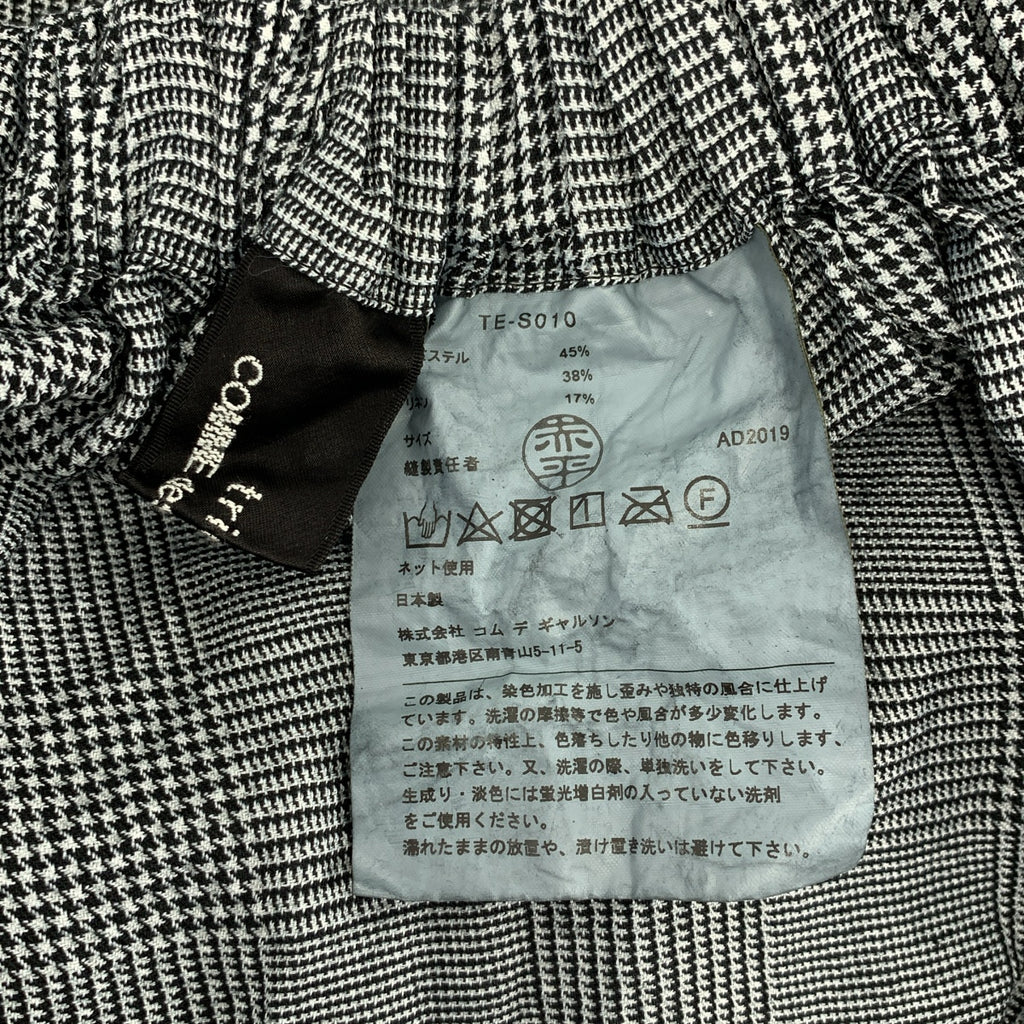 COMME
de
tri
TE-S010
エステル 45%
38%
リネン 17%
サイズ
AD2019
縫製責任者
赤平
F
ネット使用
日本製
株式会社 コム デ ギャルソン
東京都港区南青山5-11-5
この製品は、染色加工を施し歪みや独特の風合に仕上げ
ています。洗濯の摩擦等で色や風合が多少変化します。
この素材の特性上、色落ちしたり他の物に色移りします、
ご注意下さい。又、洗濯の際、単独洗いをして下さい。
生成り・淡色には蛍光増白剤の入っていない洗剤
をご使用ください。
濡れたままの放置や、漬け置き洗いは避けて下さい。